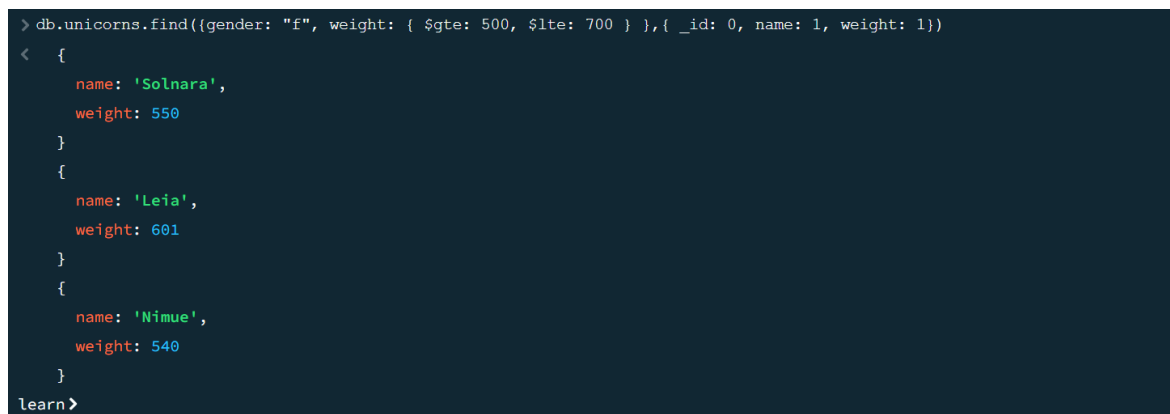 > db.unicorns.find({gender: "f", weight: { $gte: 500, $lte: 700 } },{ _id: 0, name: 1, weight: 1})
< {
name: 'Solnara',
weight: 550
}
{
name: 'Leia',
weight: 601
}
{
name: 'Nimue',
weight: 540
}
learn>